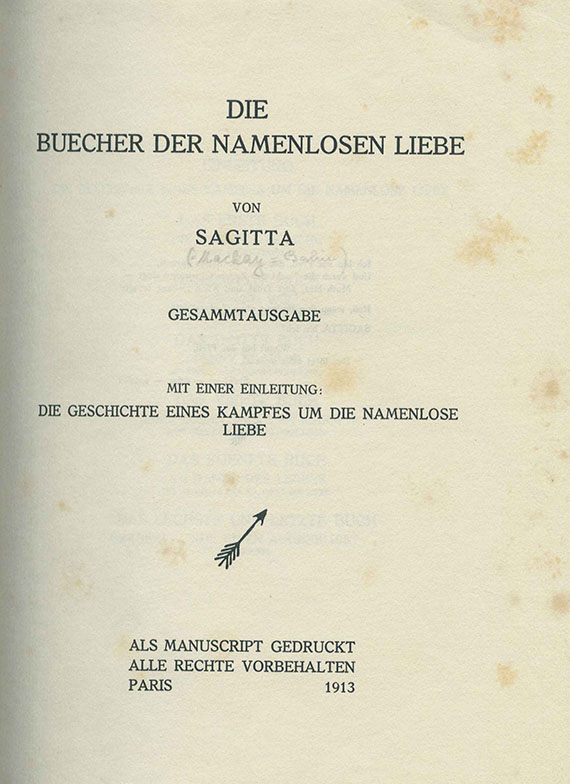 DIE
BUECHER DER NAMENLOSEN LIEBE
VON
SAGITTA
(Mackay =
GESAMMTAUSGABE
MIT EINER EINLEITUNG:
DIE GESCHICHTE EINES KAMPFES UM DIE NAMENLOSE
LIEBE
ALS MANUSCRIPT GEDRUCKT
ALLE RECHTE VORBEHALTEN
PARIS 1913